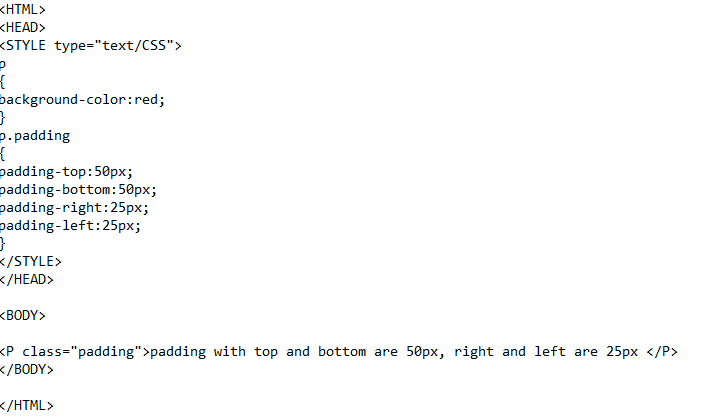 <HTML>
<HEAD>
<STYLE type="text/CSS">
p
{
background-color:red;
}
p.padding
{
padding-top:50px;
padding-bottom:50px;
padding-right:25px;
padding-left:25px;
}
</STYLE>
</HEAD>
<BODY>
<P class="padding">padding with top and bottom are 50px, right and left are 25px </P>
</BODY>
</HTML>